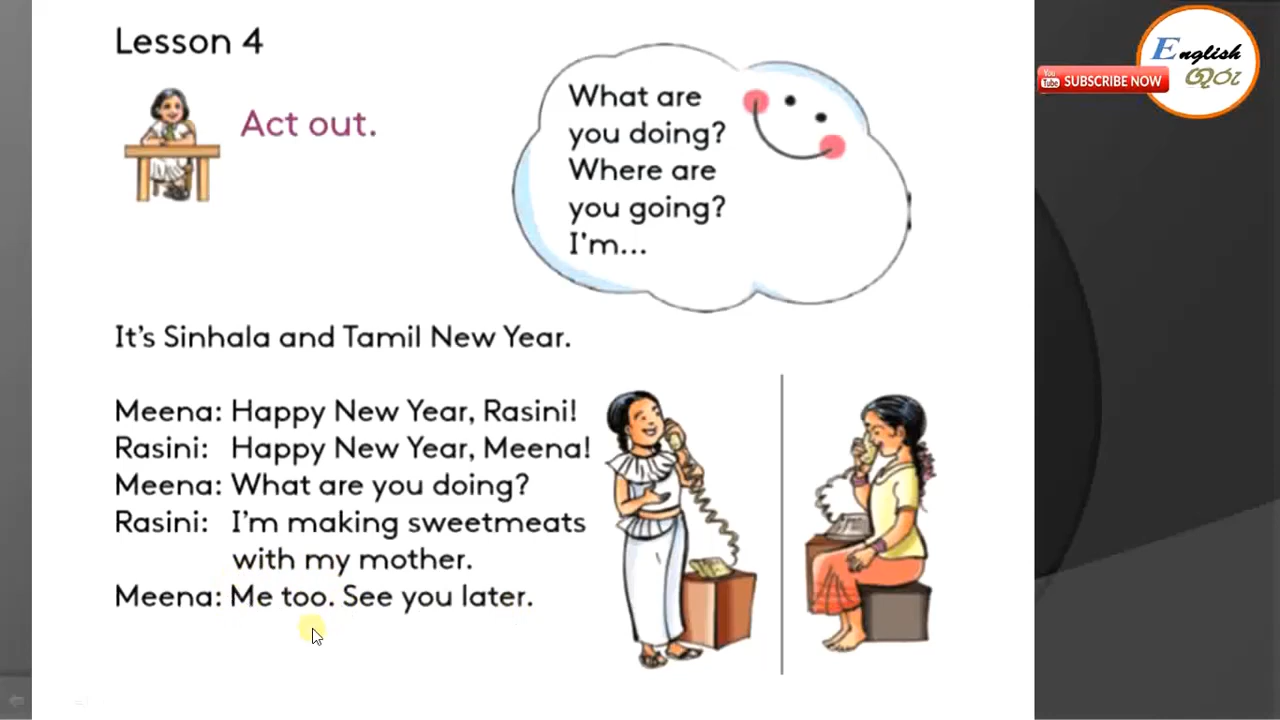 Lesson 4
Act out.
What are
you doing?
Where are
you going?
I'm...
It's Sinhala and Tamil New Year.
Meena: Happy New Year, Rasini!
Rasini: Happy New Year, Meena!
Meena: What are you doing?
Rasini: I'm making sweetmeats
with my mother.
Meena: Me too. See you later.
English
You
Tube
SUBSCRIBE NOW